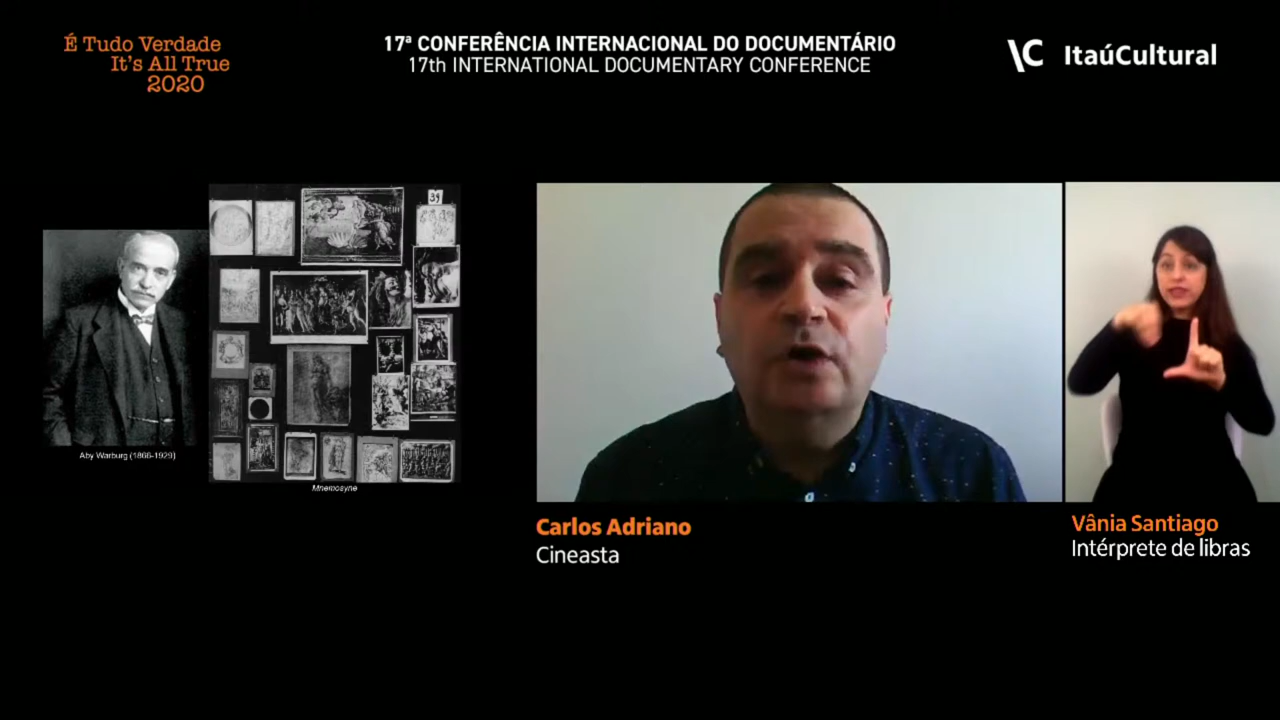 É Tudo Verdade
It's All True
2020
17ª CONFERÊNCIA INTERNACIONAL DO DOCUMENTÁRIO
17th INTERNATIONAL DOCUMENTARY CONFERENCE
\C ItaúCultural
39
Aby Warburg (1866-1929)
Mnemosyne
Carlos Adriano
Cineasta
Vânia Santiago
Intérprete de libras